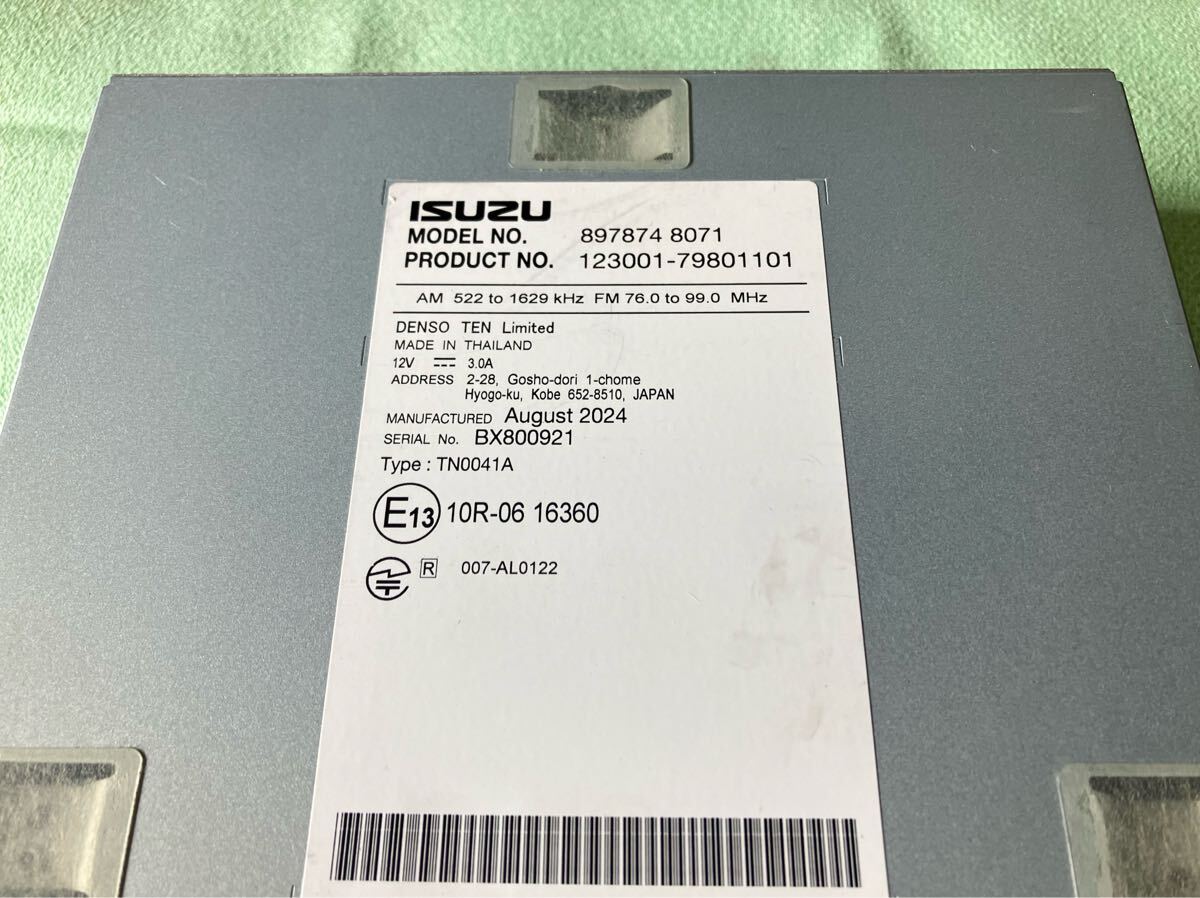 ISUZU
MODEL NO. 897874 8071
PRODUCT NO. 123001-79801101
AM 522 to 1629 kHz FM 76.0 to 99.0 MHz
DENSO TEN Limited
MADE IN THAILAND
12V ⎓ 3.0A
ADDRESS 2-28, Gosho-dori 1-chome
Hyogo-ku, Kobe 652-8510, JAPAN
MANUFACTURED August 2024
SERIAL No. BX800921
Type : TN0041A
E13 10R-06 16360
R 007-AL0122